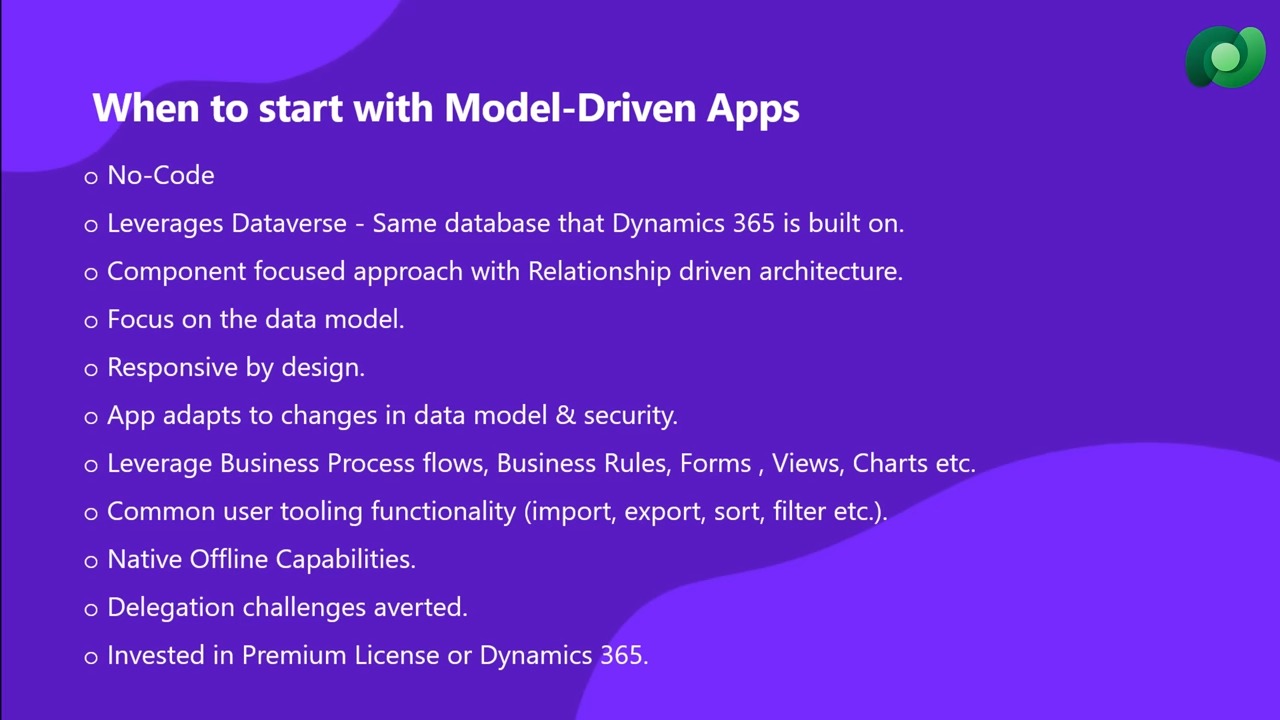 When to start with Model-Driven Apps
o No-Code
o Leverages Dataverse - Same database that Dynamics 365 is built on.
o Component focused approach with Relationship driven architecture.
o Focus on the data model.
o Responsive by design.
o App adapts to changes in data model & security.
o Leverage Business Process flows, Business Rules, Forms , Views, Charts etc.
o Common user tooling functionality (import, export, sort, filter etc.).
o Native Offline Capabilities.
o Delegation challenges averted.
o Invested in Premium License or Dynamics 365.